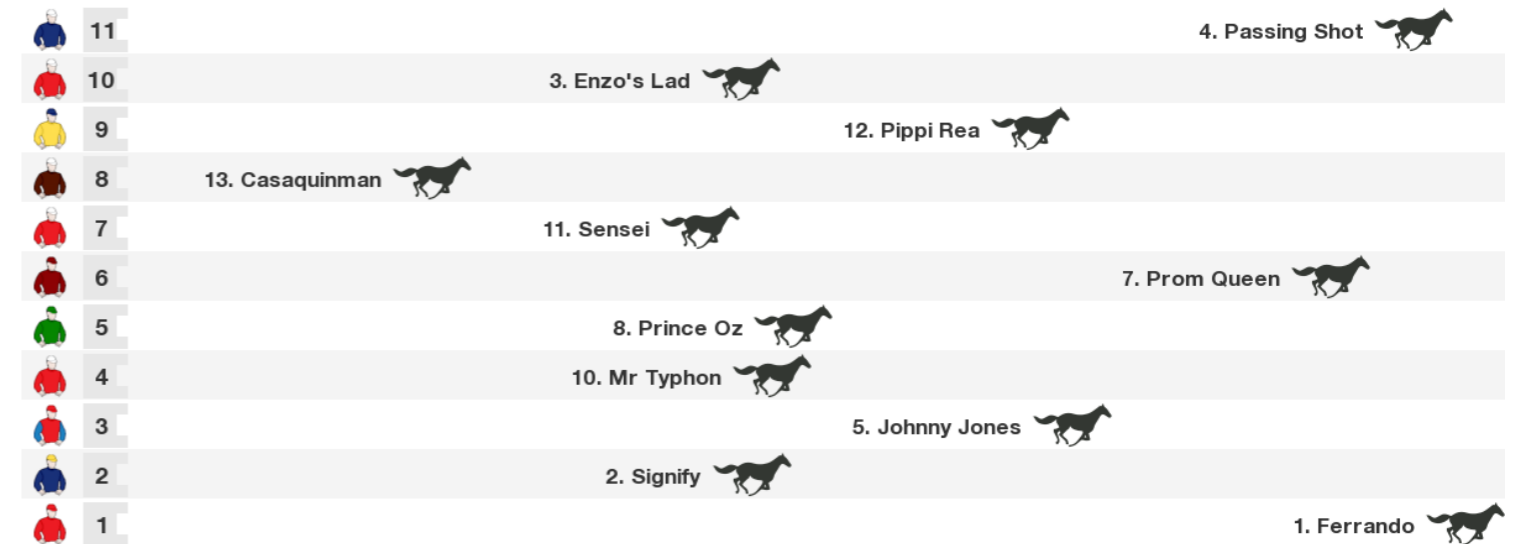 11 4. Passing Shot
10 3. Enzo's Lad
9 12. Pippi Rea
8 13. Casaquinman
7 11. Sensei
6 7. Prom Queen
5 8. Prince Oz
4 10. Mr Typhon
3 5. Johnny Jones
2 2. Signify
1 1. Ferrando